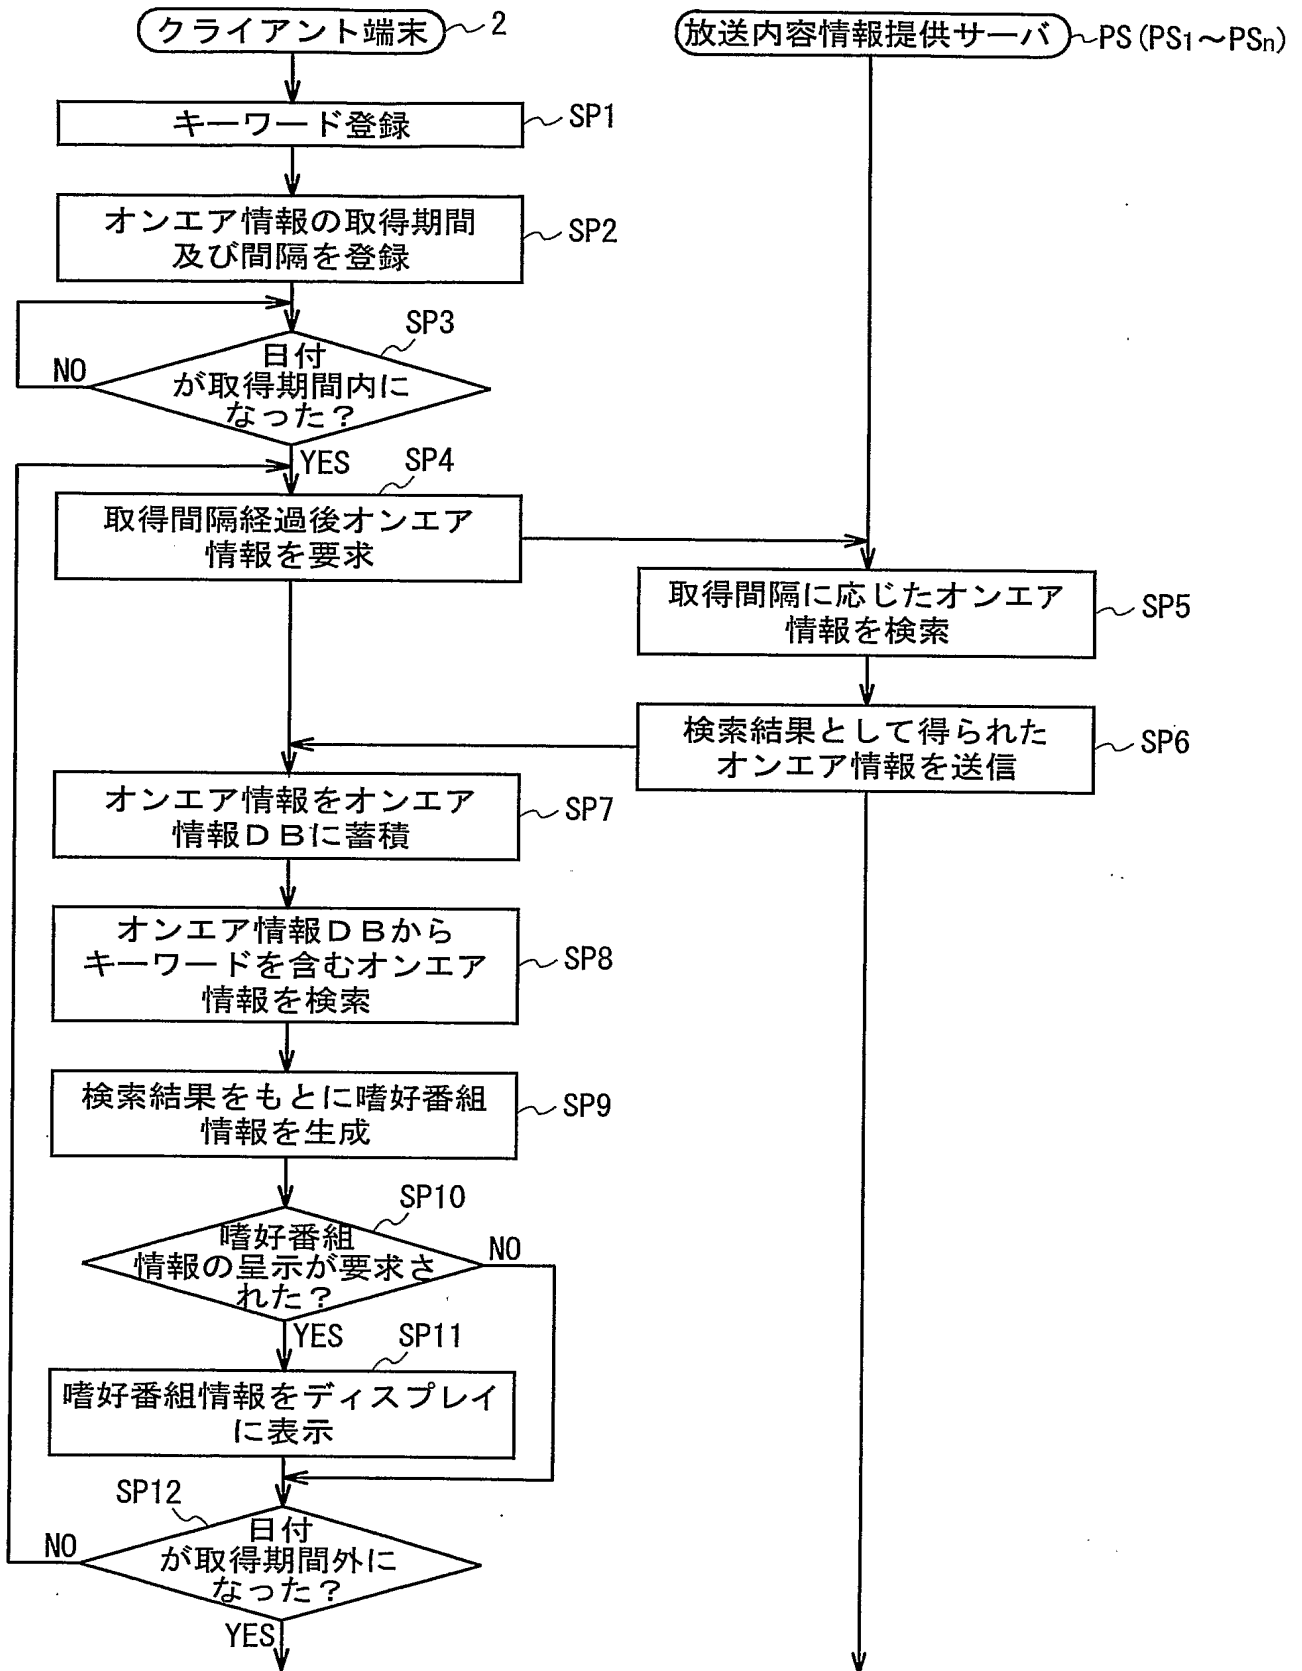 クライアント端末
2
放送内容情報提供サーバ
PS(PS1～PSn)
キーワード登録
SP1
オンエア情報の取得期間
及び間隔を登録
SP2
SP3
日付
が取得期間内に
なった？
NO
YES
SP4
取得間隔経過後オンエア
情報を要求
取得間隔に応じたオンエア
情報を検索
SP5
検索結果として得られた
オンエア情報を送信
SP6
オンエア情報をオンエア
情報ＤＢに蓄積
SP7
オンエア情報ＤＢから
キーワードを含むオンエア
情報を検索
SP8
検索結果をもとに嗜好番組
情報を生成
SP9
SP10
嗜好番組
情報の呈示が要求さ
れた？
NO
YES
SP11
嗜好番組情報をディスプレイ
に表示
SP12
日付
が取得期間外に
なった？
NO
YES